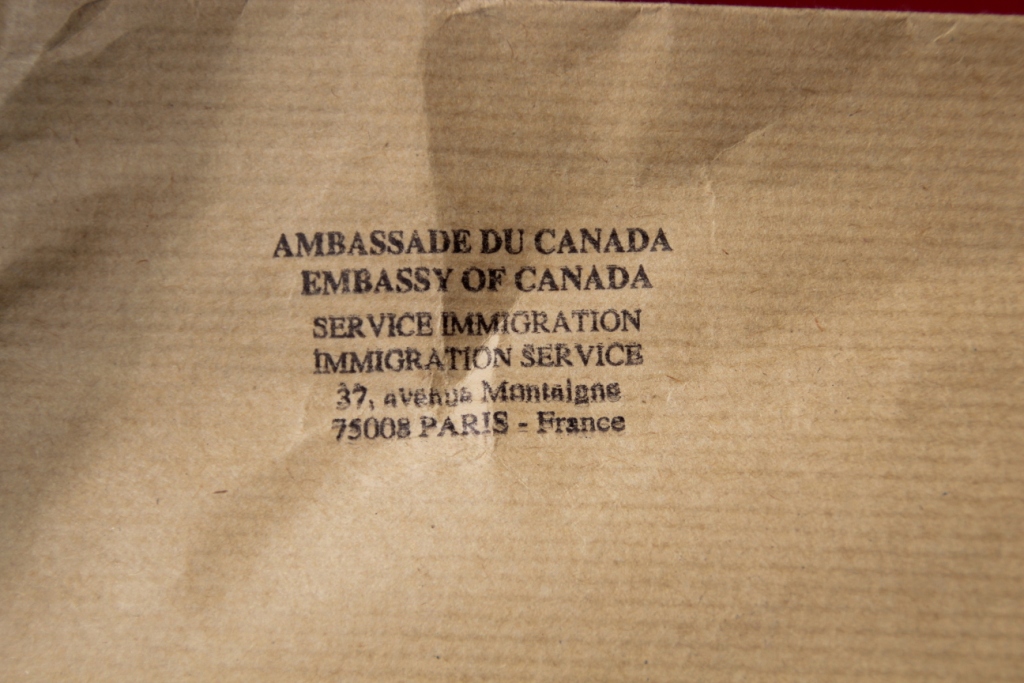 AMBASSADE DU CANADA
EMBASSY OF CANADA
SERVICE IMMIGRATION
IMMIGRATION SERVICE
37, avenue Montaigne
75008 PARIS - France